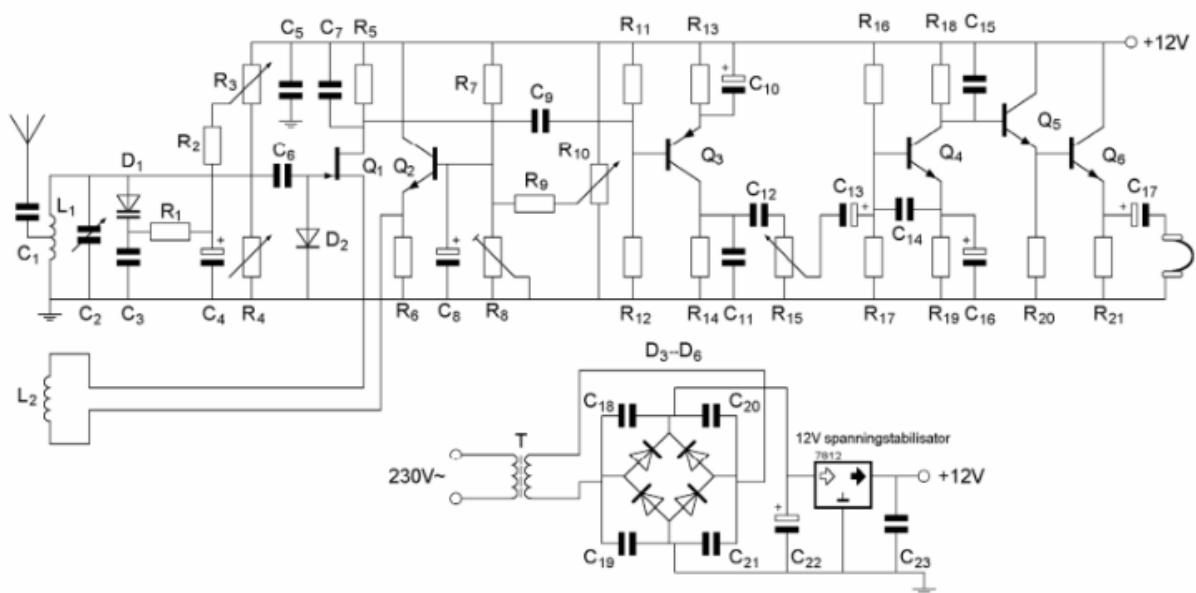 C5 C7 R5 R11 R13 R16 R18 C15
+12V
R3 R7 C9 C10
R2 Q5
D1 C6 Q1 Q2 R10 Q3 Q4 Q6
L1 R1 R9 C12 C13 C17
C1 D2 C14
C2 C3 C4 R4 R6 C8 R8 R12 R14 C11 R15 R17 R19 C16 R20 R21
D3--D6
L2 C18 C20
T 12V spanningstabilisator
7812
230V~ +12V
C19 C21 C22 C23